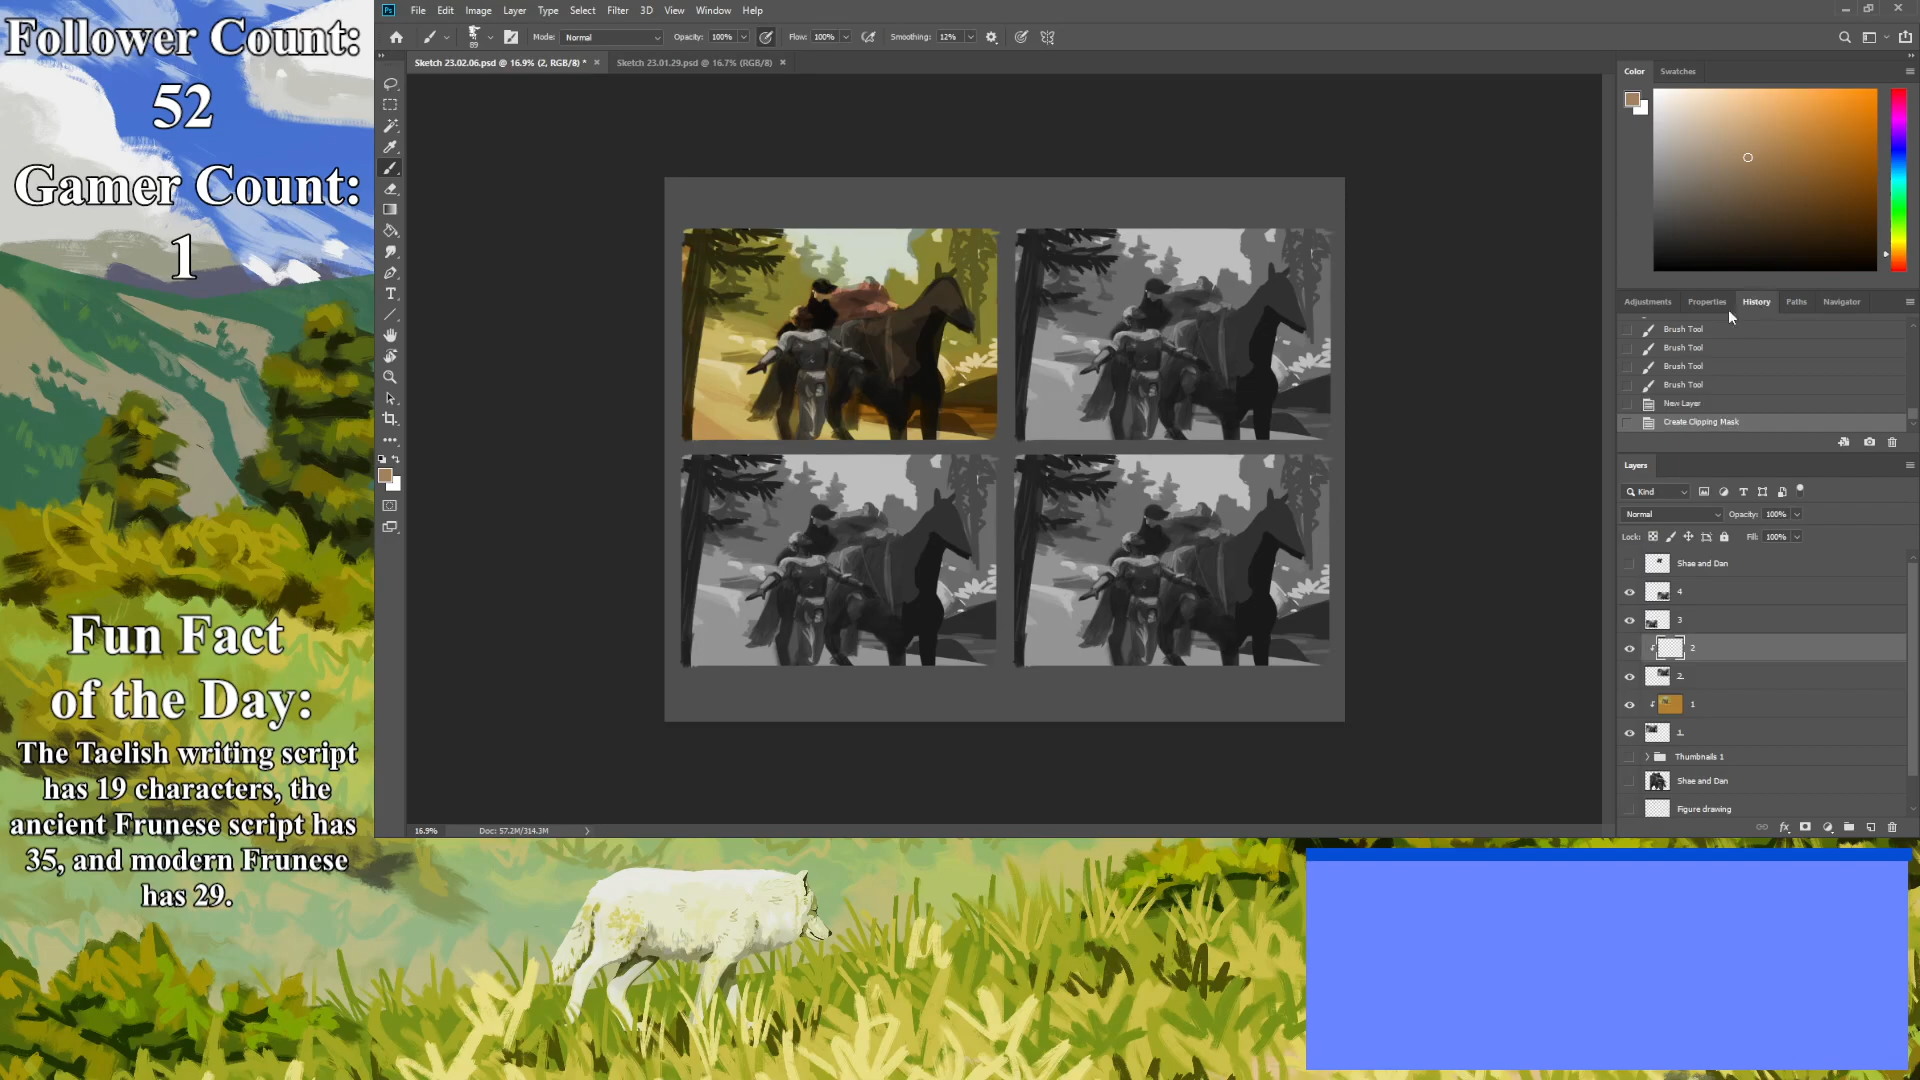 Follower Count:
52
Gamer Count:
1
Fun Fact
of the Day:
The Taelish writing script
has 19 characters, the
ancient Frunese script has
35, and modern Frunese
has 29.
Ps File Edit Image Layer Type Select Filter 3D View Window Help
89 Mode: Normal Opacity: 100% Flow: 100% Smoothing: 12%
Sketch 23.02.06.psd @ 16.9% (2, RGB/8) * × Sketch 23.01.29.psd @ 16.7% (RGB/8) ×
16.9% Doc: 57.2M/314.3M
Color Swatches
Adjustments Properties History Paths Navigator
Brush Tool
Brush Tool
Brush Tool
Brush Tool
New Layer
Create Clipping Mask
Layers
Kind
Normal Opacity: 100%
Lock: Fill: 100%
Shae and Dan
4
3
2
2
1
1
Thumbnails 1
Shae and Dan
Figure drawing
fx